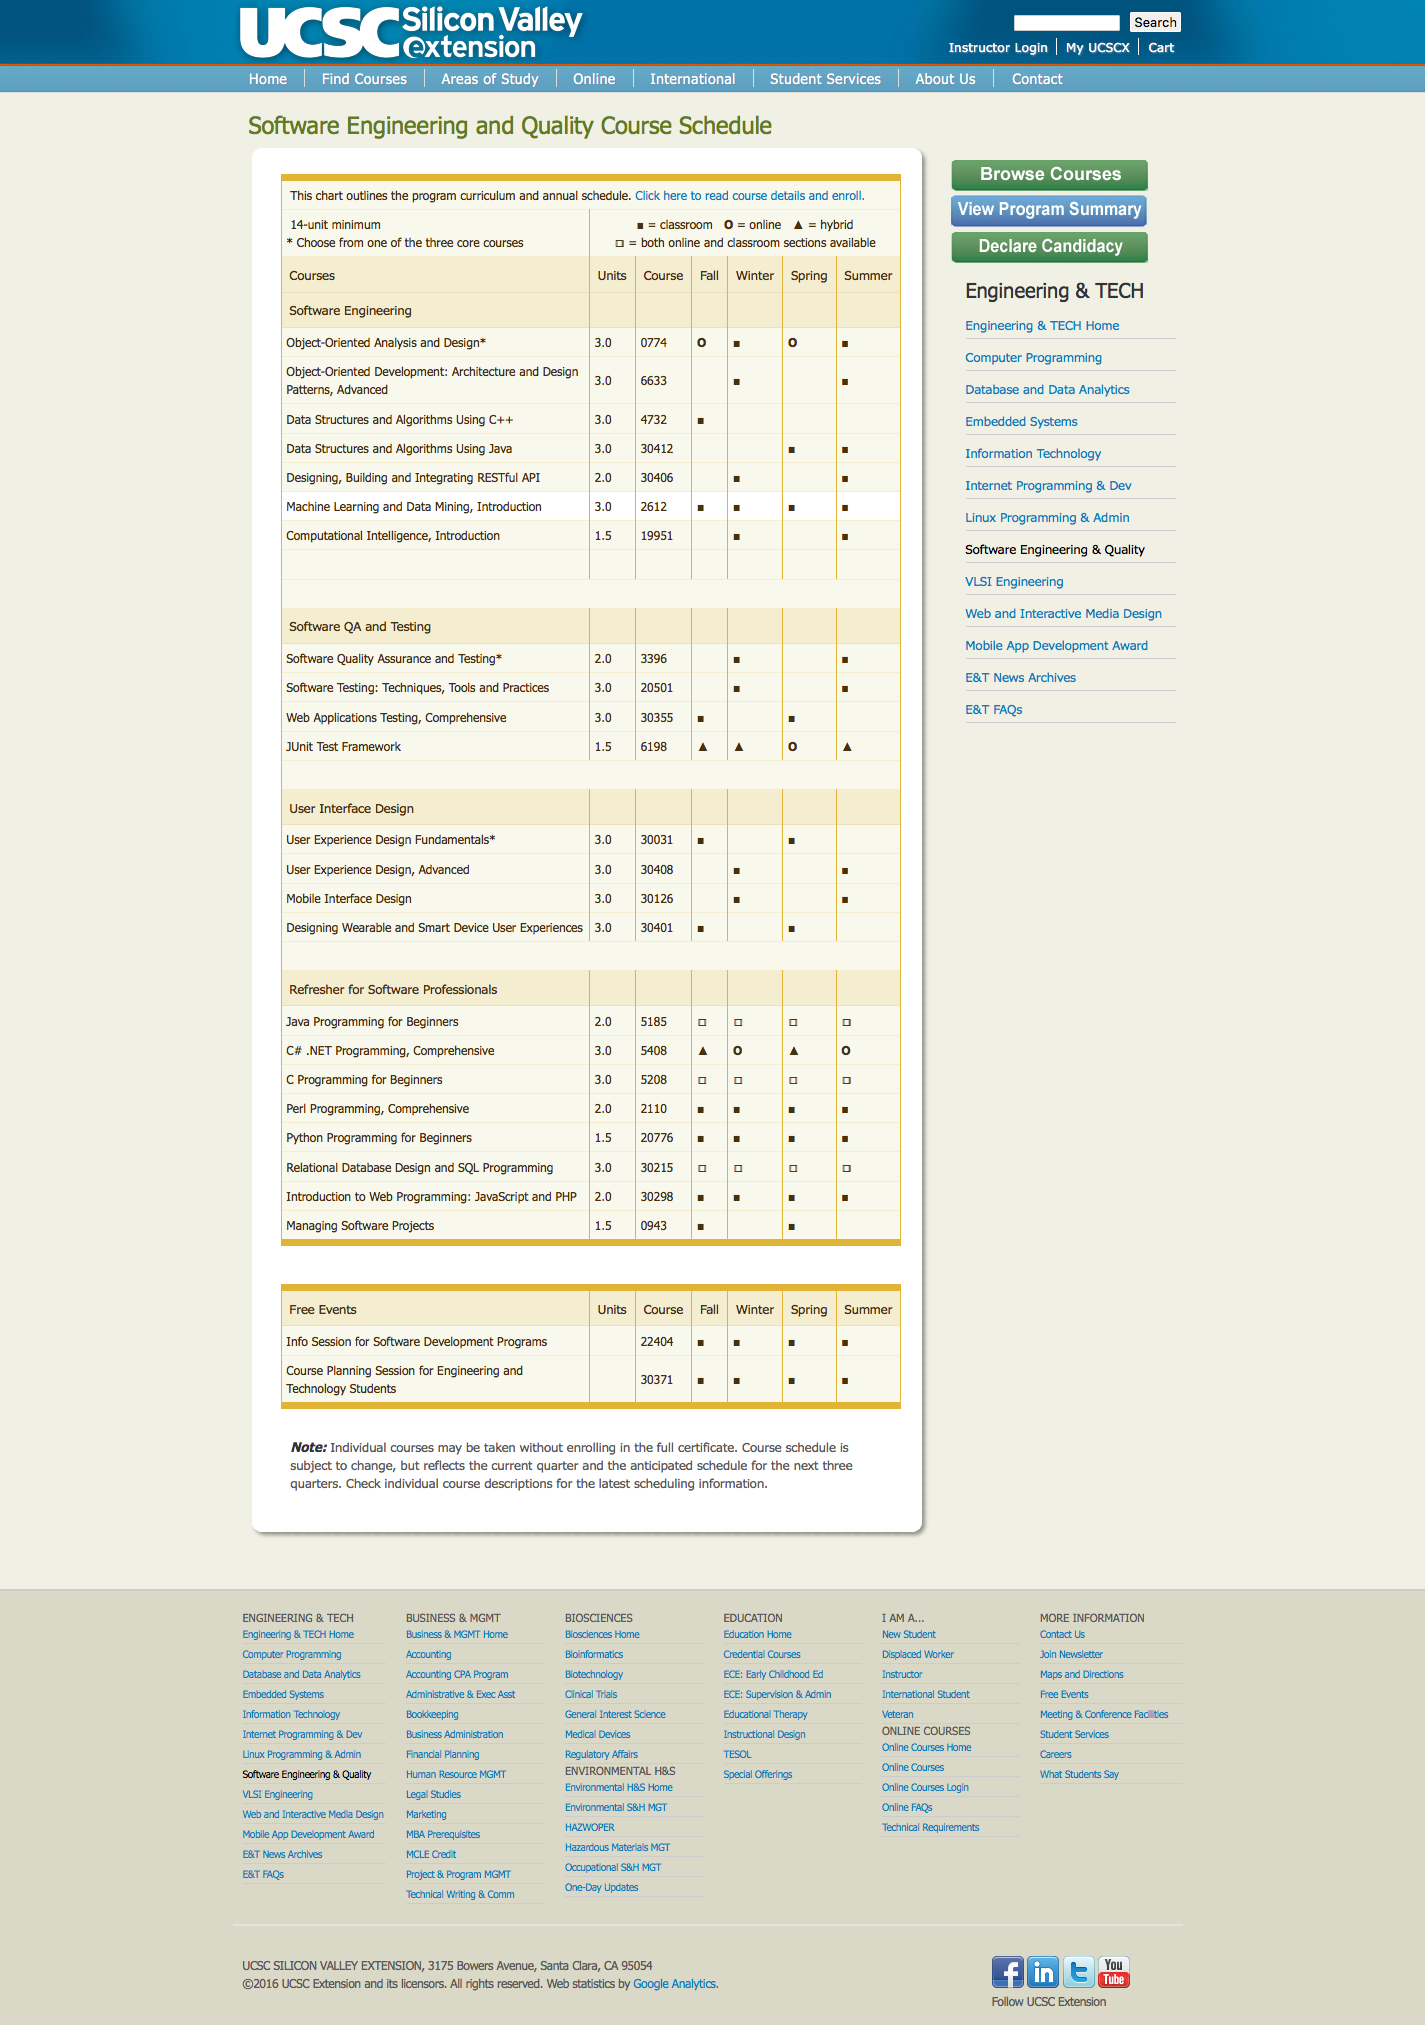 UCSC Silicon Valley
extension
Search
Instructor Login My UCSCX Cart
Home Find Courses Areas of Study Online International Student Services About Us Contact
Software Engineering and Quality Course Schedule
This chart outlines the program curriculum and annual schedule. Click here to read course details and enroll.
14-unit minimum
* Choose from one of the three core courses
■ = classroom O = online ▲ = hybrid
◘ = both online and classroom sections available
Courses Units Course Fall Winter Spring Summer
Software Engineering
Object-Oriented Analysis and Design* 3.0 0774 O ■ O ■
Object-Oriented Development: Architecture and Design
Patterns, Advanced 3.0 6633 ■ ■
Data Structures and Algorithms Using C++ 3.0 4732 ■
Data Structures and Algorithms Using Java 3.0 30412 ■ ■
Designing, Building and Integrating RESTful API 2.0 30406 ■ ■
Machine Learning and Data Mining, Introduction 3.0 2612 ■ ■ ■ ■
Computational Intelligence, Introduction 1.5 19951 ■ ■
Software QA and Testing
Software Quality Assurance and Testing* 2.0 3396 ■ ■
Software Testing: Techniques, Tools and Practices 3.0 20501 ■ ■
Web Applications Testing, Comprehensive 3.0 30355 ■ ■
JUnit Test Framework 1.5 6198 ▲ ▲ O ▲
User Interface Design
User Experience Design Fundamentals* 3.0 30031 ■ ■
User Experience Design, Advanced 3.0 30408 ■ ■
Mobile Interface Design 3.0 30126 ■ ■
Designing Wearable and Smart Device User Experiences 3.0 30401 ■ ■
Refresher for Software Professionals
Java Programming for Beginners 2.0 5185 ◘ ◘ ◘ ◘
C# .NET Programming, Comprehensive 3.0 5408 ▲ O ▲ O
C Programming for Beginners 3.0 5208 ◘ ◘ ◘ ◘
Perl Programming, Comprehensive 2.0 2110 ■ ■ ■ ■
Python Programming for Beginners 1.5 20776 ■ ■ ■ ■
Relational Database Design and SQL Programming 3.0 30215 ◘ ◘ ◘ ◘
Introduction to Web Programming: JavaScript and PHP 2.0 30298 ■ ■ ■ ■
Managing Software Projects 1.5 0943 ■ ■
Free Events Units Course Fall Winter Spring Summer
Info Session for Software Development Programs 22404 ■ ■ ■ ■
Course Planning Session for Engineering and
Technology Students 30371 ■ ■ ■ ■
Note: Individual courses may be taken without enrolling in the full certificate. Course schedule is
subject to change, but reflects the current quarter and the anticipated schedule for the next three
quarters. Check individual course descriptions for the latest scheduling information.
Browse Courses
View Program Summary
Declare Candidacy
Engineering & TECH
Engineering & TECH Home
Computer Programming
Database and Data Analytics
Embedded Systems
Information Technology
Internet Programming & Dev
Linux Programming & Admin
Software Engineering & Quality
VLSI Engineering
Web and Interactive Media Design
Mobile App Development Award
E&T News Archives
E&T FAQs
ENGINEERING & TECH
Engineering & TECH Home
Computer Programming
Database and Data Analytics
Embedded Systems
Information Technology
Internet Programming & Dev
Linux Programming & Admin
Software Engineering & Quality
VLSI Engineering
Web and Interactive Media Design
Mobile App Development Award
E&T News Archives
E&T FAQs
BUSINESS & MGMT
Business & MGMT Home
Accounting
Accounting CPA Program
Administrative & Exec Asst
Bookkeeping
Business Administration
Financial Planning
Human Resource MGMT
Legal Studies
Marketing
MBA Prerequisites
MCLE Credit
Project & Program MGMT
Technical Writing & Comm
BIOSCIENCES
Biosciences Home
Bioinformatics
Biotechnology
Clinical Trials
General Interest Science
Medical Devices
Regulatory Affairs
ENVIRONMENTAL H&S
Environmental H&S Home
Environmental S&H MGT
HAZWOPER
Hazardous Materials MGT
Occupational S&H MGT
One-Day Updates
EDUCATION
Education Home
Credential Courses
ECE: Early Childhood Ed
ECE: Supervision & Admin
Educational Therapy
Instructional Design
TESOL
Special Offerings
I AM A...
New Student
Displaced Worker
Instructor
International Student
Veteran
ONLINE COURSES
Online Courses Home
Online Courses
Online Courses Login
Online FAQs
Technical Requirements
MORE INFORMATION
Contact Us
Join Newsletter
Maps and Directions
Free Events
Meeting & Conference Facilities
Student Services
Careers
What Students Say
UCSC SILICON VALLEY EXTENSION, 3175 Bowers Avenue, Santa Clara, CA 95054
©2016 UCSC Extension and its licensors. All rights reserved. Web statistics by Google Analytics.
f in t You Tube
Follow UCSC Extension